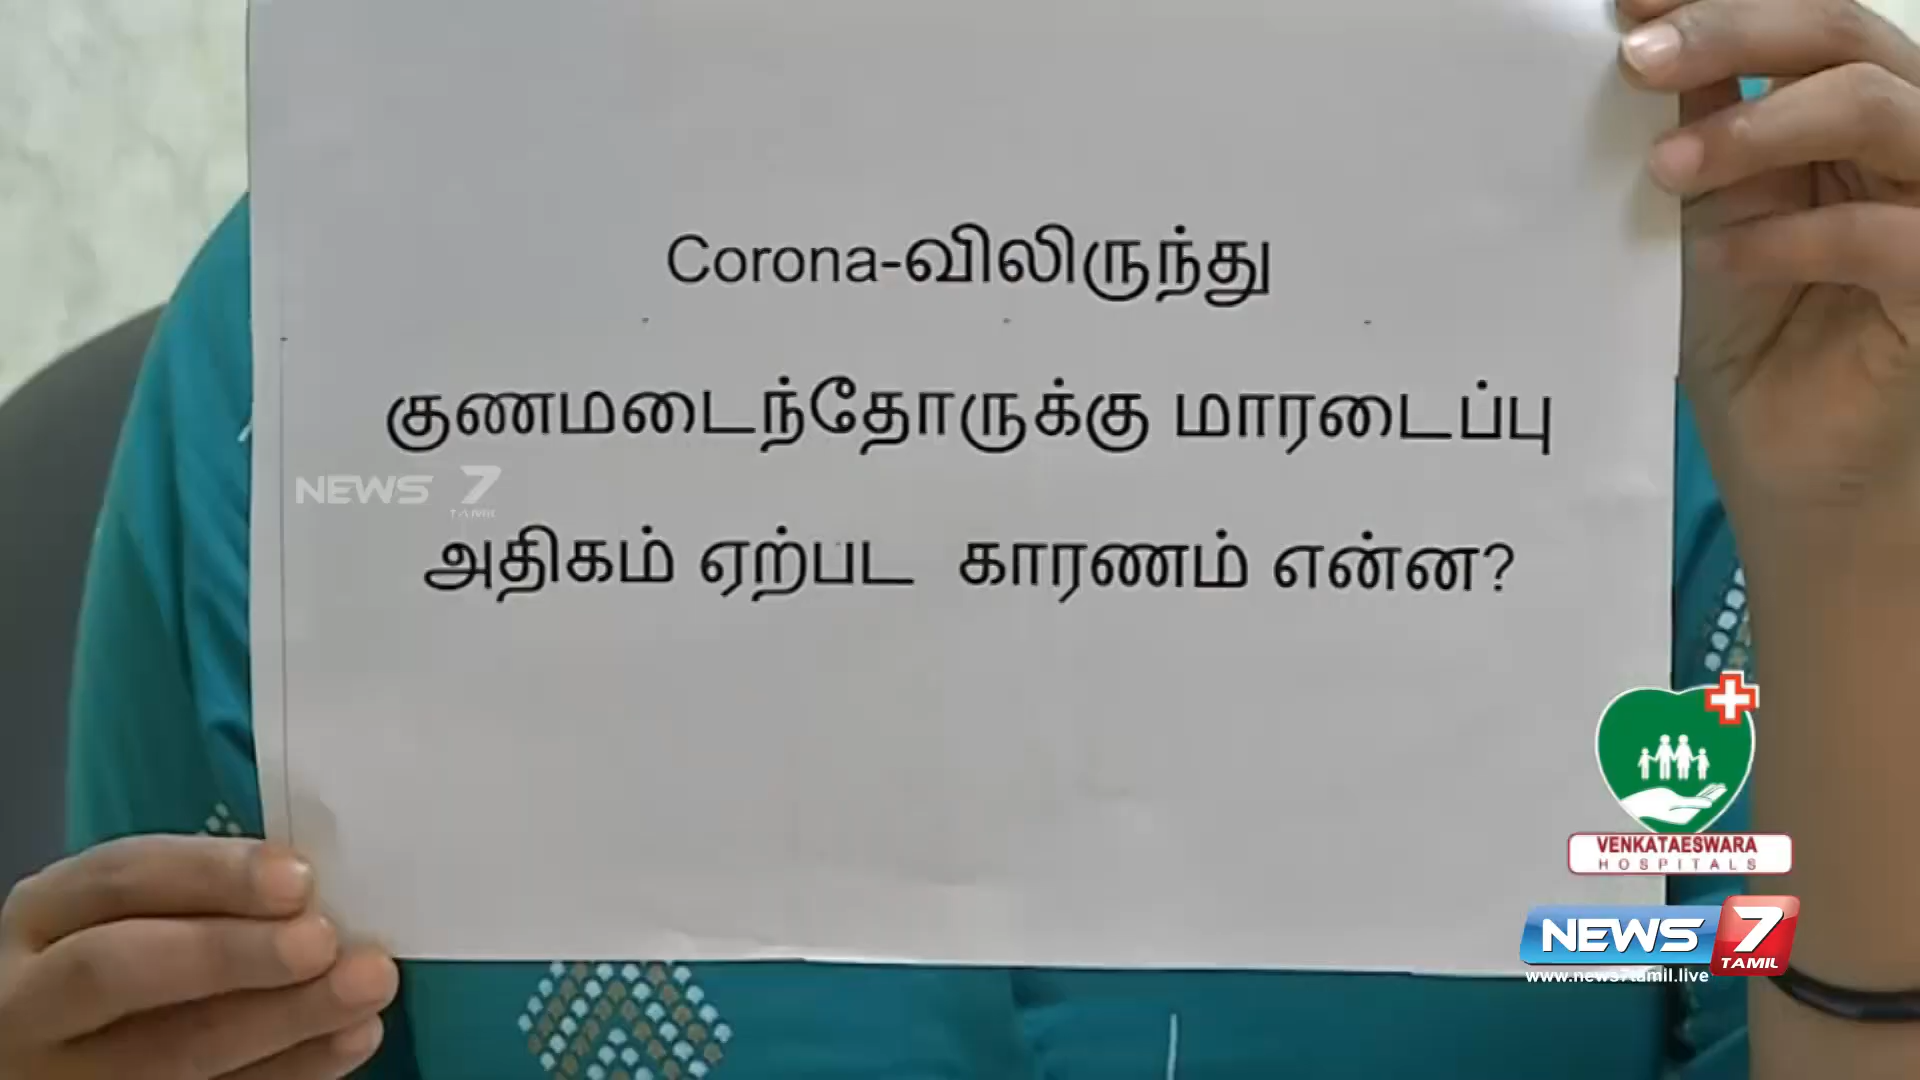 Corona-விலிருந்து
குணமடைந்தோருக்கு மாரடைப்பு
NEWS 7
TAMIL
அதிகம் ஏற்பட காரணம் என்ன?
VENKATAESWARA
HOSPITALS
NEWS 7
TAMIL
www.news7tamil.live